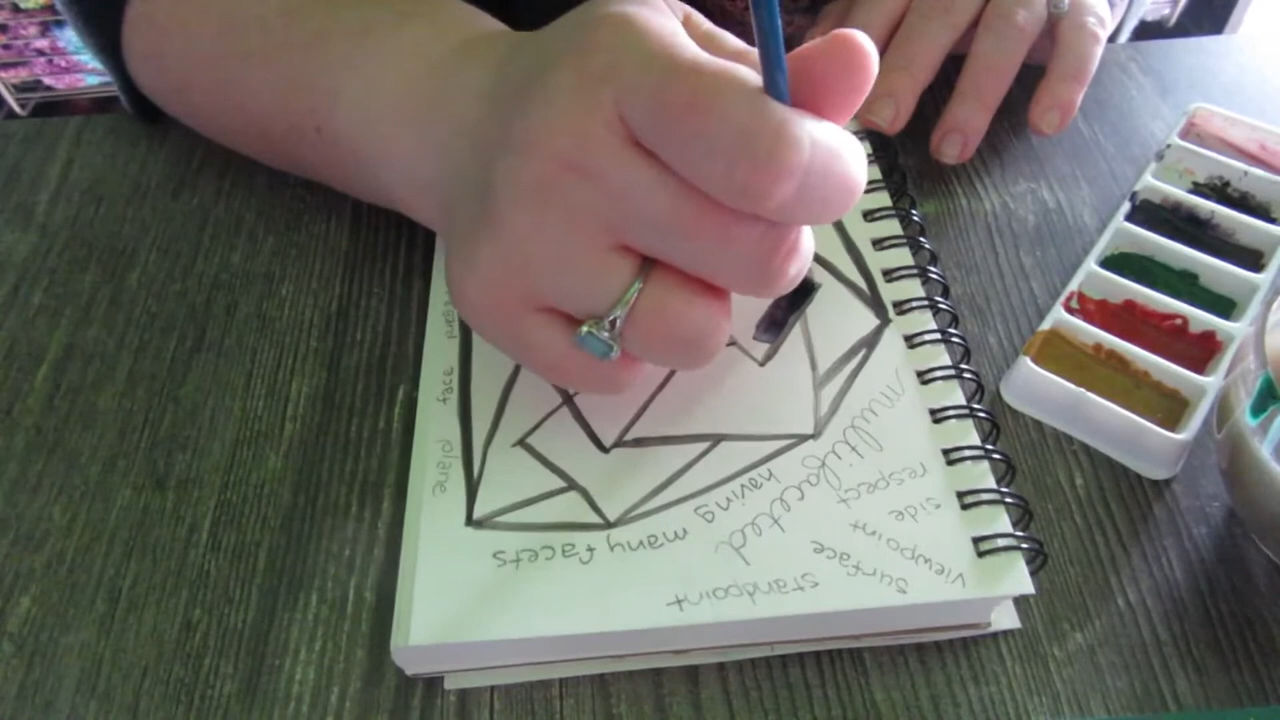 multifaceted
having many facets
respect
side
viewpoint
surface
standpoint
face plane